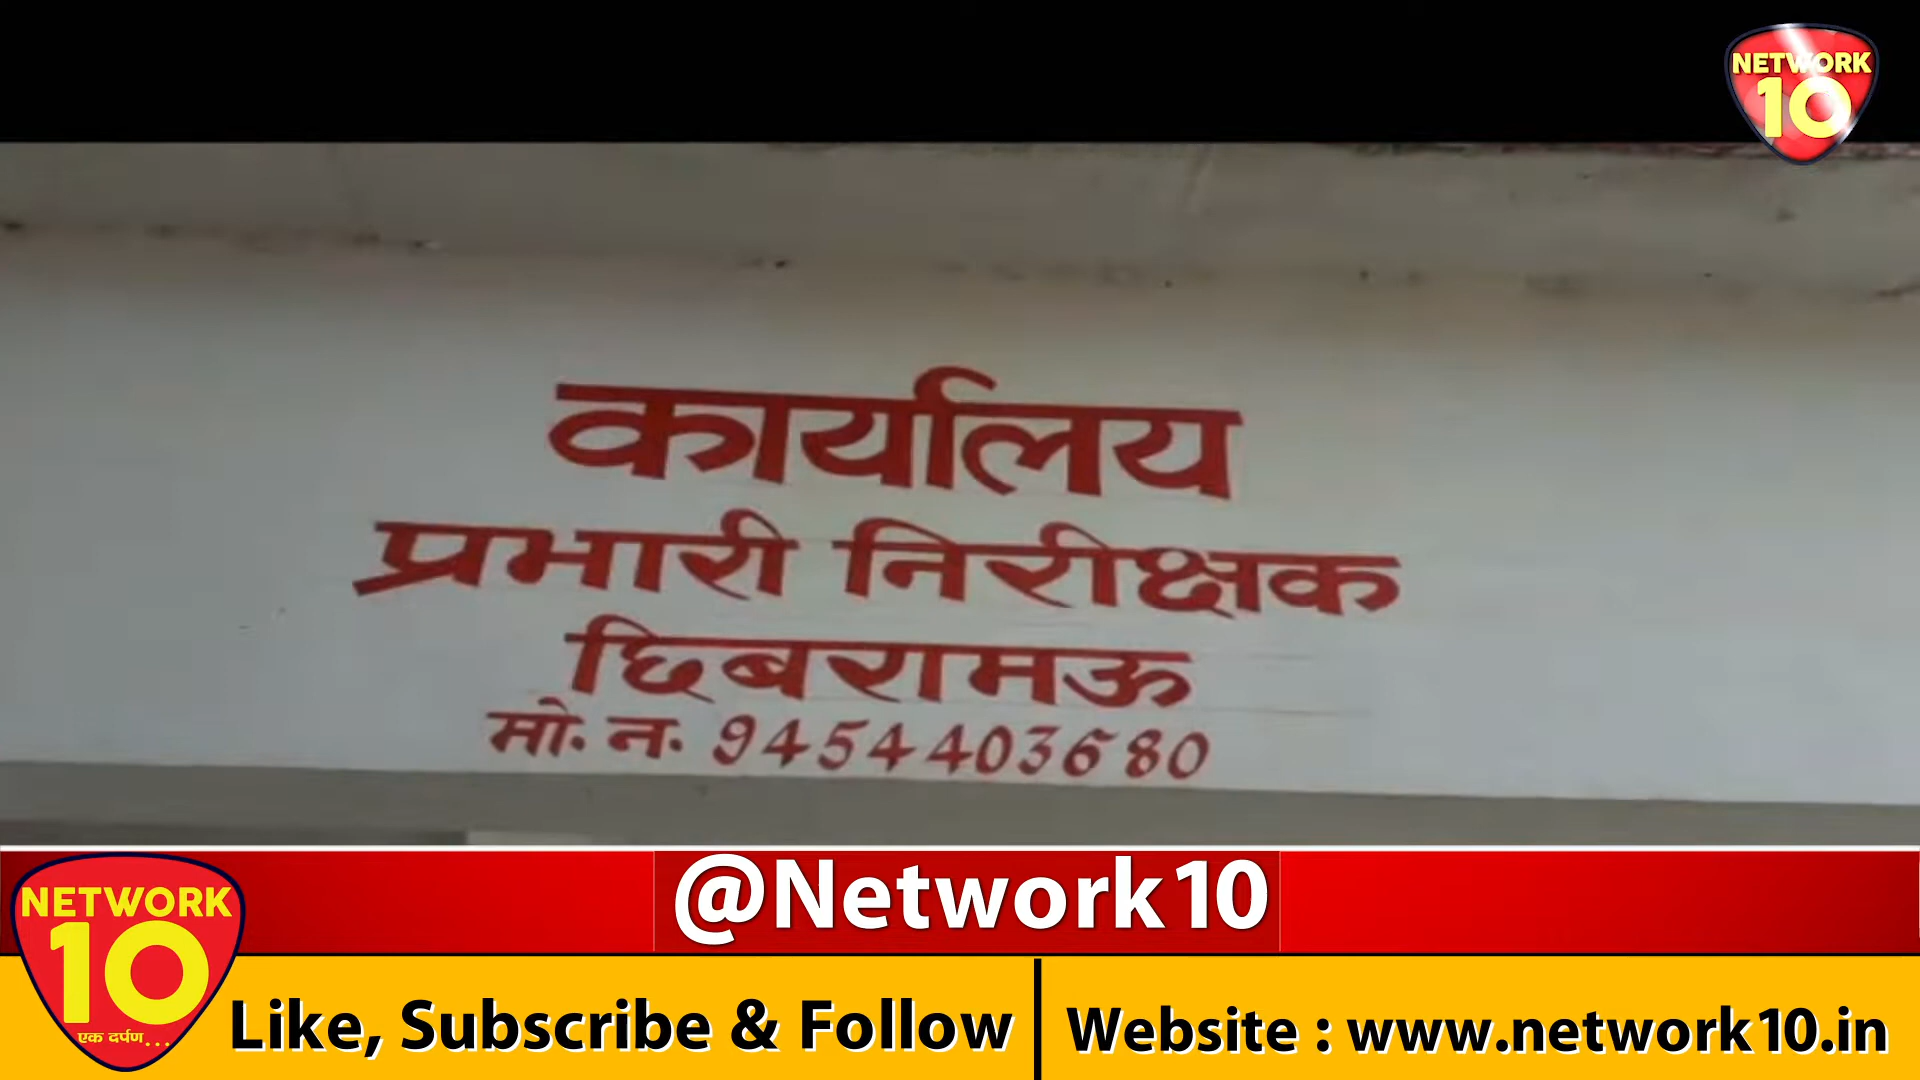 NETWORK
10
कार्यालय
प्रभारी निरीक्षक
छिबरामऊ
मो. न. 9454403680
@Network10
NETWORK
10
एक दर्पण...
Like, Subscribe & Follow
Website : www.network10.in